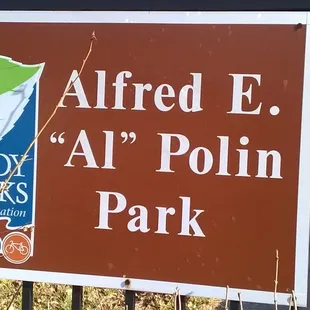 Alfred E.
"Al" Polin
Park